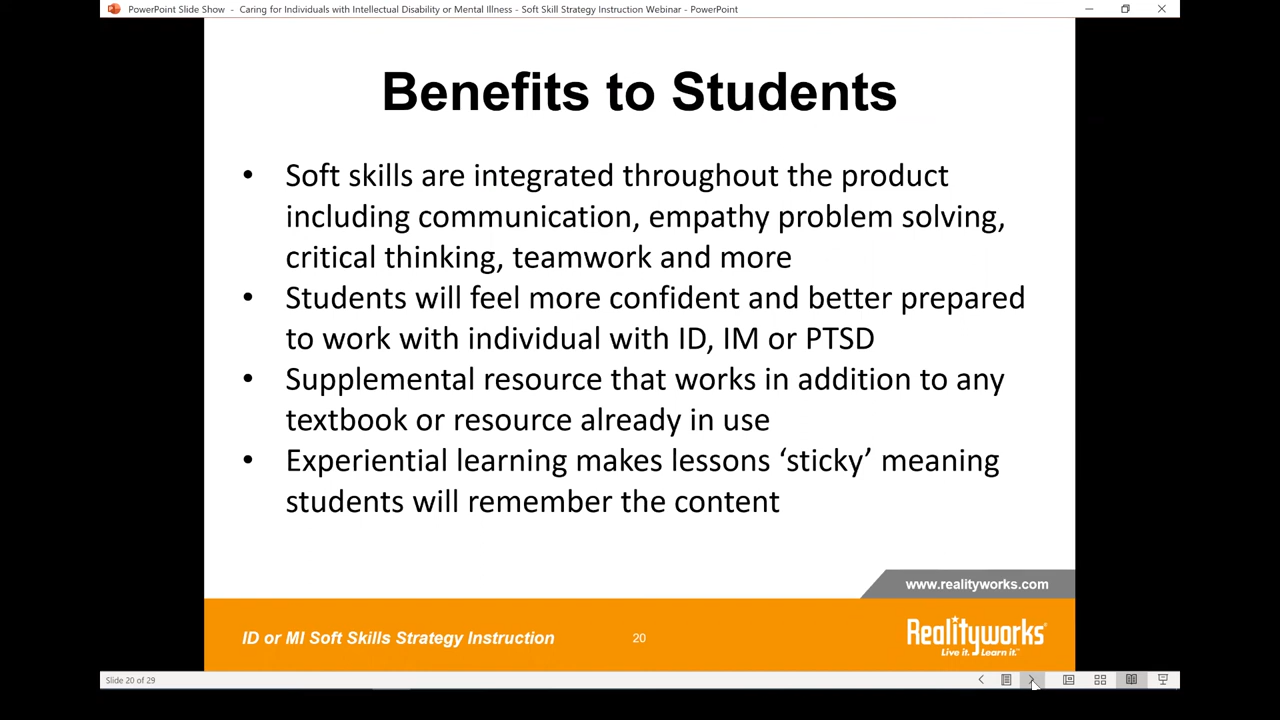 PowerPoint Slide Show - Caring for Individuals with Intellectual Disability or Mental Illness - Soft Skill Strategy Instruction Webinar - PowerPoint
Benefits to Students
• Soft skills are integrated throughout the product
including communication, empathy problem solving,
critical thinking, teamwork and more
• Students will feel more confident and better prepared
to work with individual with ID, IM or PTSD
• Supplemental resource that works in addition to any
textbook or resource already in use
• Experiential learning makes lessons ‘sticky’ meaning
students will remember the content
www.realityworks.com
ID or MI Soft Skills Strategy Instruction
20
Realityworks®
Live it. Learn it.™
Slide 20 of 29